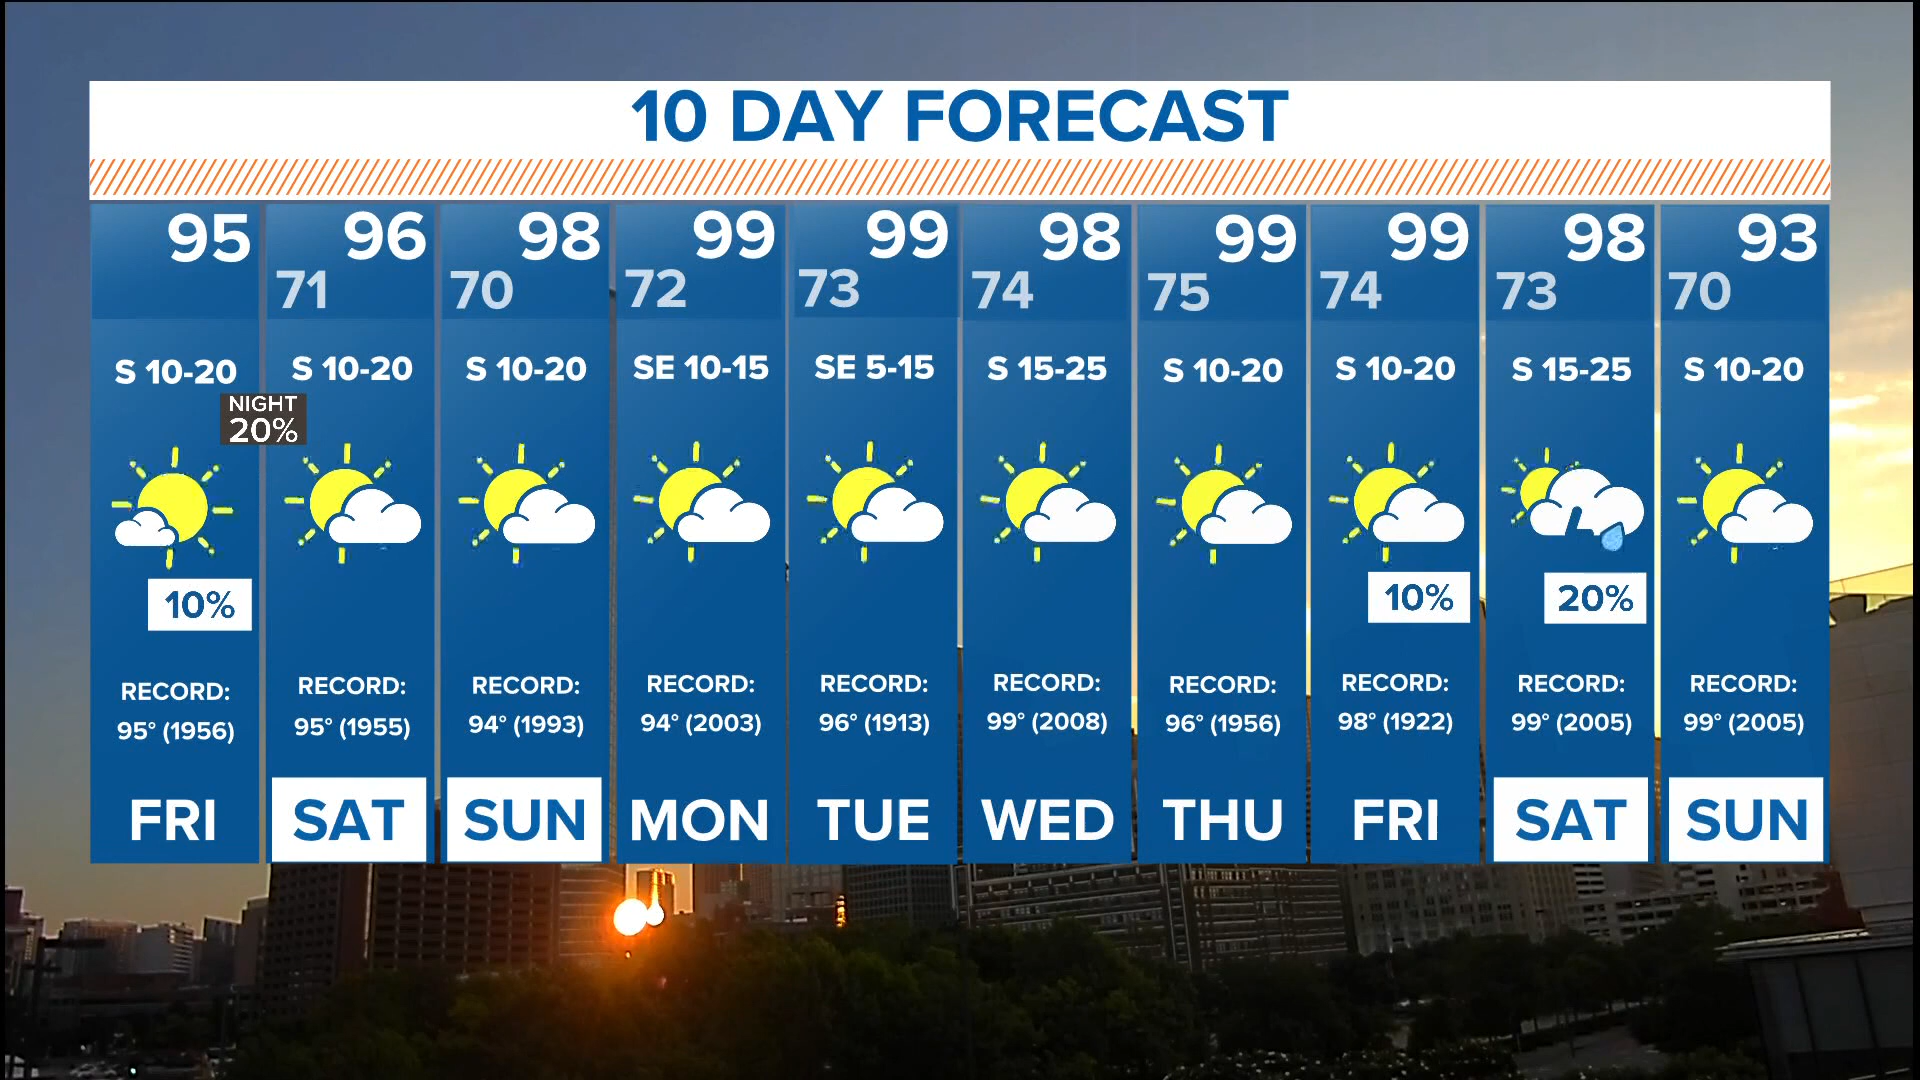 10 DAY FORECAST
95 96 98 99 99 98 99 99 98 93
71 70 72 73 74 75 74 73 70
S 10-20 S 10-20 S 10-20 SE 10-15 SE 5-15 S 15-25 S 10-20 S 10-20 S 15-25 S 10-20
NIGHT
20%
10% 10% 20%
RECORD: RECORD: RECORD: RECORD: RECORD: RECORD: RECORD: RECORD: RECORD: RECORD:
95° (1956) 95° (1955) 94° (1993) 94° (2003) 96° (1913) 99° (2008) 96° (1956) 98° (1922) 99° (2005) 99° (2005)
FRI SAT SUN MON TUE WED THU FRI SAT SUN